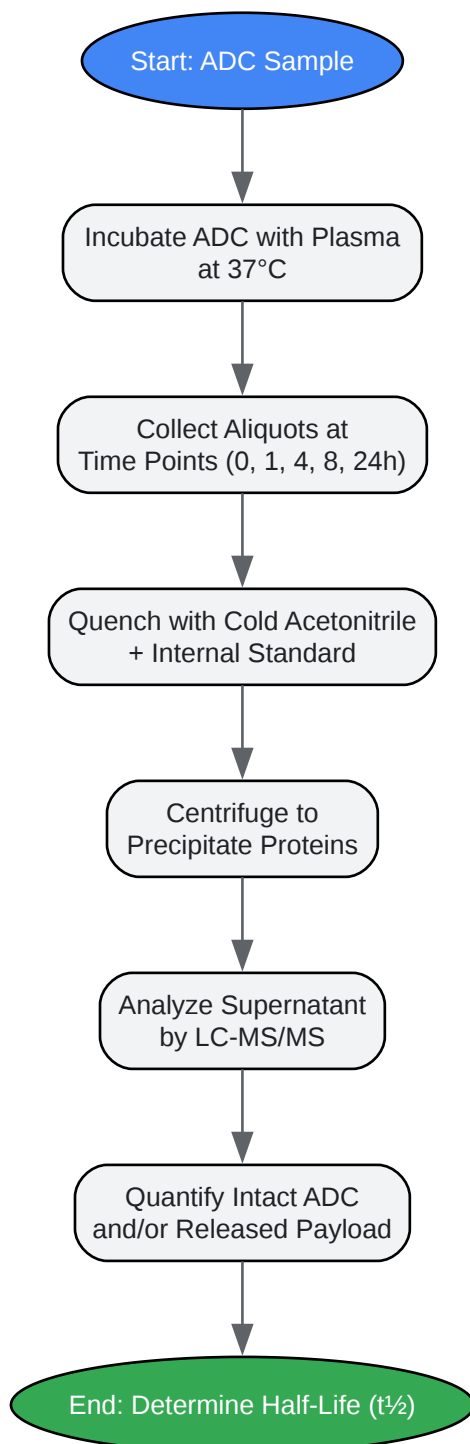 Start: ADC Sample
Incubate ADC with Plasma
at 37°C
Collect Aliquots at
Time Points (0, 1, 4, 8, 24h)
Quench with Cold Acetonitrile
+ Internal Standard
Centrifuge to
Precipitate Proteins
Analyze Supernatant
by LC-MS/MS
Quantify Intact ADC
and/or Released Payload
End: Determine Half-Life (t½)